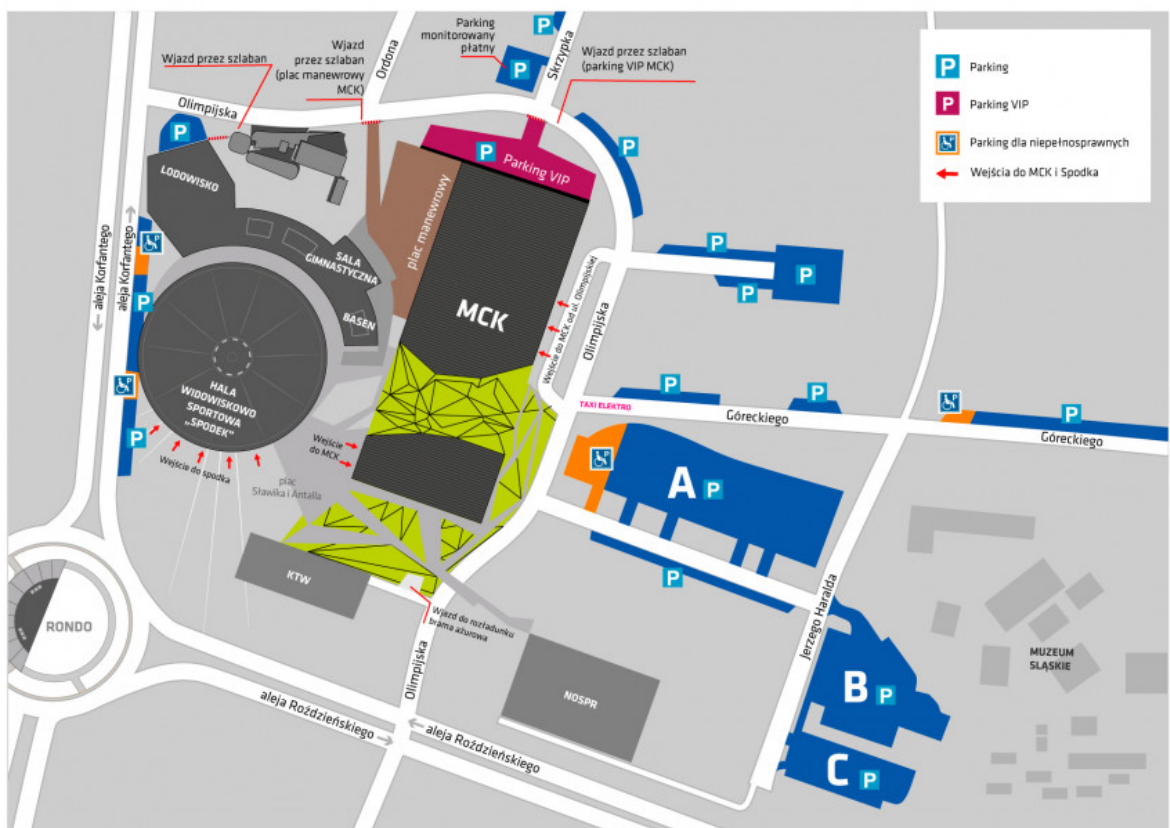 Wjazd przez szlaban
Wjazd
przez szlaban
(plac manewrowy
MCK)
Ordona
Parking
monitorowany
płatny
P
P
Skrzypka
Wjazd przez szlaban
(parking VIP MCK)
P Parking
P Parking VIP
P Parking dla niepełnosprawnych
Wejścia do MCK i Spodka
Olimpijska
P
LODOWISKO
P
Parking VIP
P
plac manewrowy
aleja Korfantego
aleja Korfantego
P
P
SALA
GIMNASTYCZNA
BASEN
MCK
Wejście do MCK od ul. Olimpijskiej
Olimpijska
P
P
P
P
HALA
WIDOWISKOWO
SPORTOWA
„SPODEK"
P
P
Wejście do spodka
Wejście
do MCK
plac
Sławika i Antalla
TAXI ELEKTRO
P
P
Góreckiego
P
P
Góreckiego
P
A P
P
Jerzego Haralda
KTW
Wjazd do rozładunku
brama ażurowa
Olimpijska
RONDO
NOSPR
B P
C P
MUZEUM
SLĄSKIE
aleja Roździeńskiego
aleja Roździeńskiego